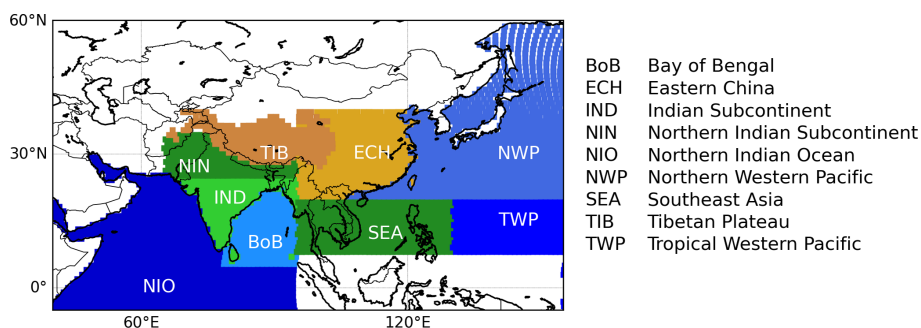 60°N
30°N
0°
60°E
120°E
NIN
TIB
ECH
NWP
IND
BoB
SEA
TWP
NIO
BoB Bay of Bengal
ECH Eastern China
IND Indian Subcontinent
NIN Northern Indian Subcontinent
NIO Northern Indian Ocean
NWP Northern Western Pacific
SEA Southeast Asia
TIB Tibetan Plateau
TWP Tropical Western Pacific